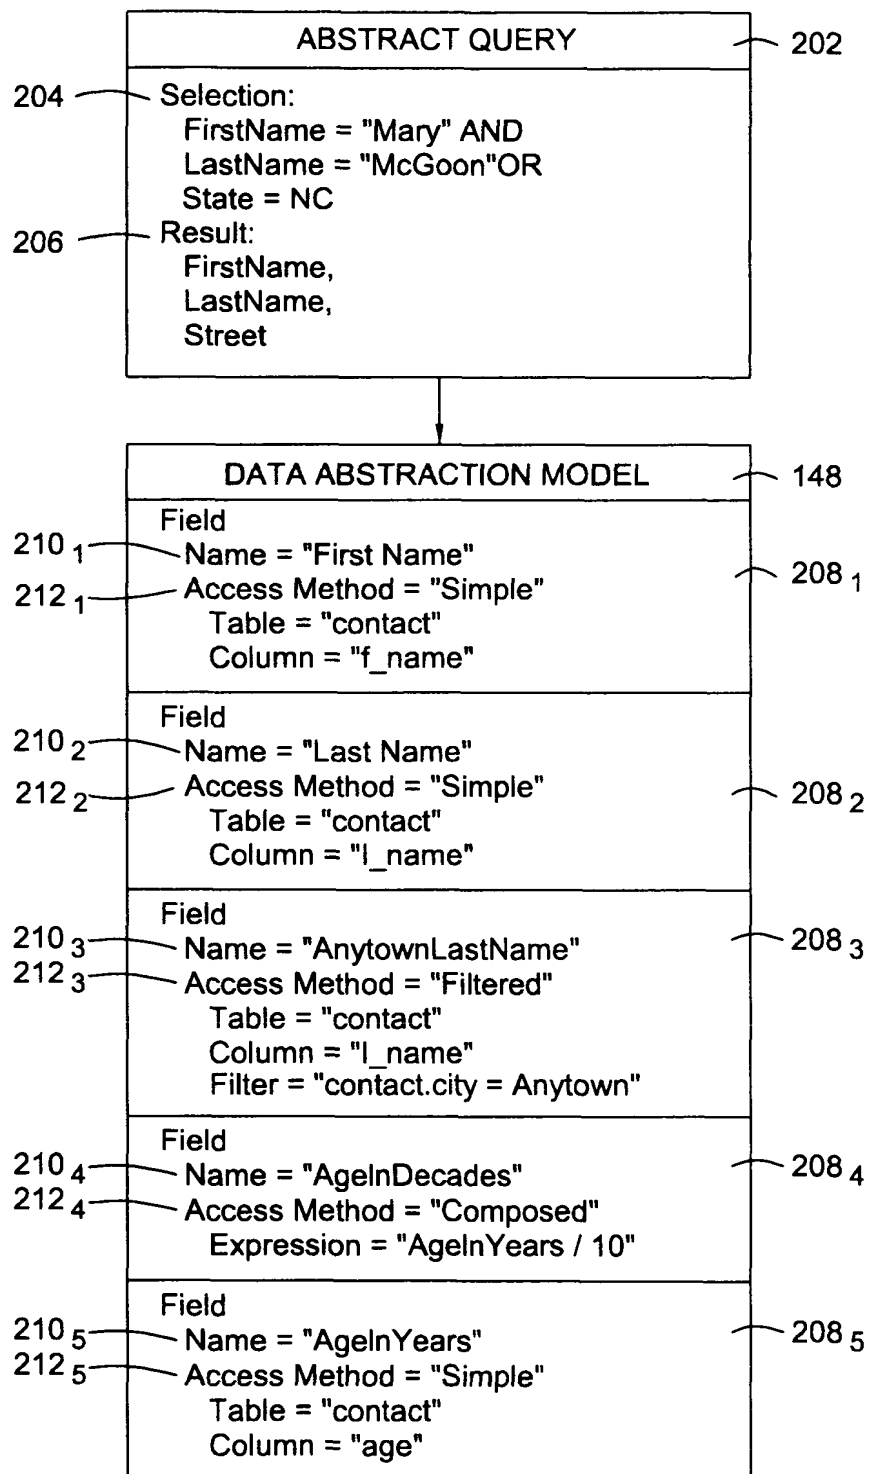 ABSTRACT QUERY 202
204 Selection:
FirstName = "Mary" AND
LastName = "McGoon"OR
State = NC
206 Result:
FirstName,
LastName,
Street
DATA ABSTRACTION MODEL 148
Field
210 1 Name = "First Name" 208 1
212 1 Access Method = "Simple"
Table = "contact"
Column = "f_name"
Field
210 2 Name = "Last Name"
212 2 Access Method = "Simple" 208 2
Table = "contact"
Column = "l_name"
Field
210 3 Name = "AnytownLastName" 208 3
212 3 Access Method = "Filtered"
Table = "contact"
Column = "l_name"
Filter = "contact.city = Anytown"
Field
210 4 Name = "AgeInDecades" 208 4
212 4 Access Method = "Composed"
Expression = "AgeInYears / 10"
Field
210 5 Name = "AgeInYears" 208 5
212 5 Access Method = "Simple"
Table = "contact"
Column = "age"